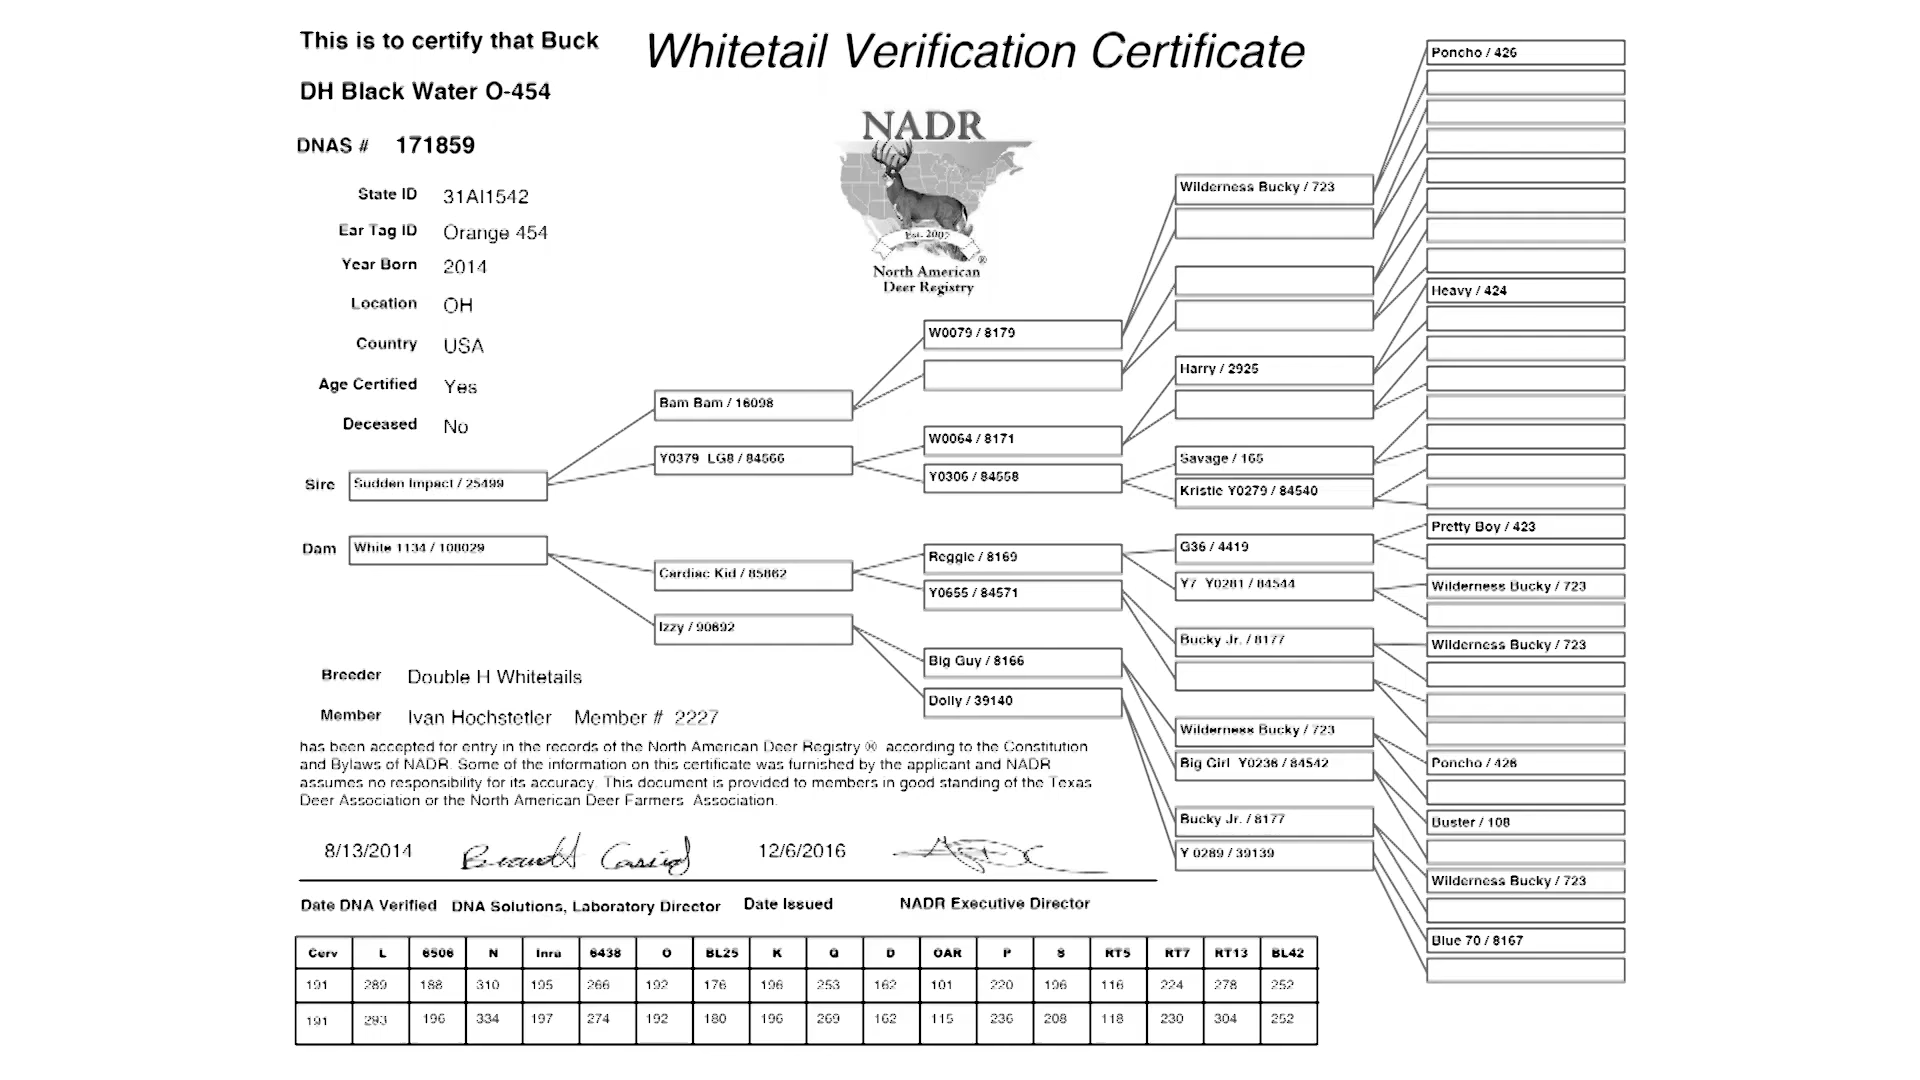 This is to certify that Buck
Whitetail Verification Certificate
DH Black Water O-454
DNAS # 171859
State ID 31AI1542
Ear Tag ID Orange 454
Year Born 2014
Location OH
Country USA
Age Certified Yes
Deceased No
NADR
Est. 2007
North American
Deer Registry
®
Sire Sudden Impact / 25499
Dam White 1134 / 108029
Bam Bam / 16098
Y0379 LG8 / 84566
Cardiac Kid / 85862
Izzy / 90692
W0079 / 8179
W0064 / 8171
Y0306 / 84558
Reggie / 8169
Y0655 / 84571
Big Guy / 8166
Dolly / 39140
Wilderness Bucky / 723
Harry / 2925
Savage / 165
Kristie Y0279 / 84540
G36 / 4419
Y7 Y0281 / 84544
Bucky Jr. / 8177
Wilderness Bucky / 723
Big Girl Y0236 / 84542
Bucky Jr. / 8177
Y 0289 / 39139
Poncho / 426
Heavy / 424
Pretty Boy / 423
Wilderness Bucky / 723
Wilderness Bucky / 723
Poncho / 426
Buster / 108
Wilderness Bucky / 723
Blue 70 / 8167
Breeder Double H Whitetails
Member Ivan Hochstetler Member # 2227
has been accepted for entry in the records of the North American Deer Registry ® according to the Constitution
and Bylaws of NADR. Some of the information on this certificate was furnished by the applicant and NADR
assumes no responsibility for its accuracy. This document is provided to members in good standing of the Texas
Deer Association or the North American Deer Farmers Association.
8/13/2014 12/6/2016
Date DNA Verified DNA Solutions, Laboratory Director Date Issued NADR Executive Director
Cerv L 6506 N Inra 6438 O BL25 K Q D OAR P S RT5 RT7 RT13 BL42
191 289 188 310 195 266 192 176 196 253 162 101 220 196 116 224 278 252
191 293 196 334 197 274 192 180 196 269 162 115 236 208 118 230 304 252